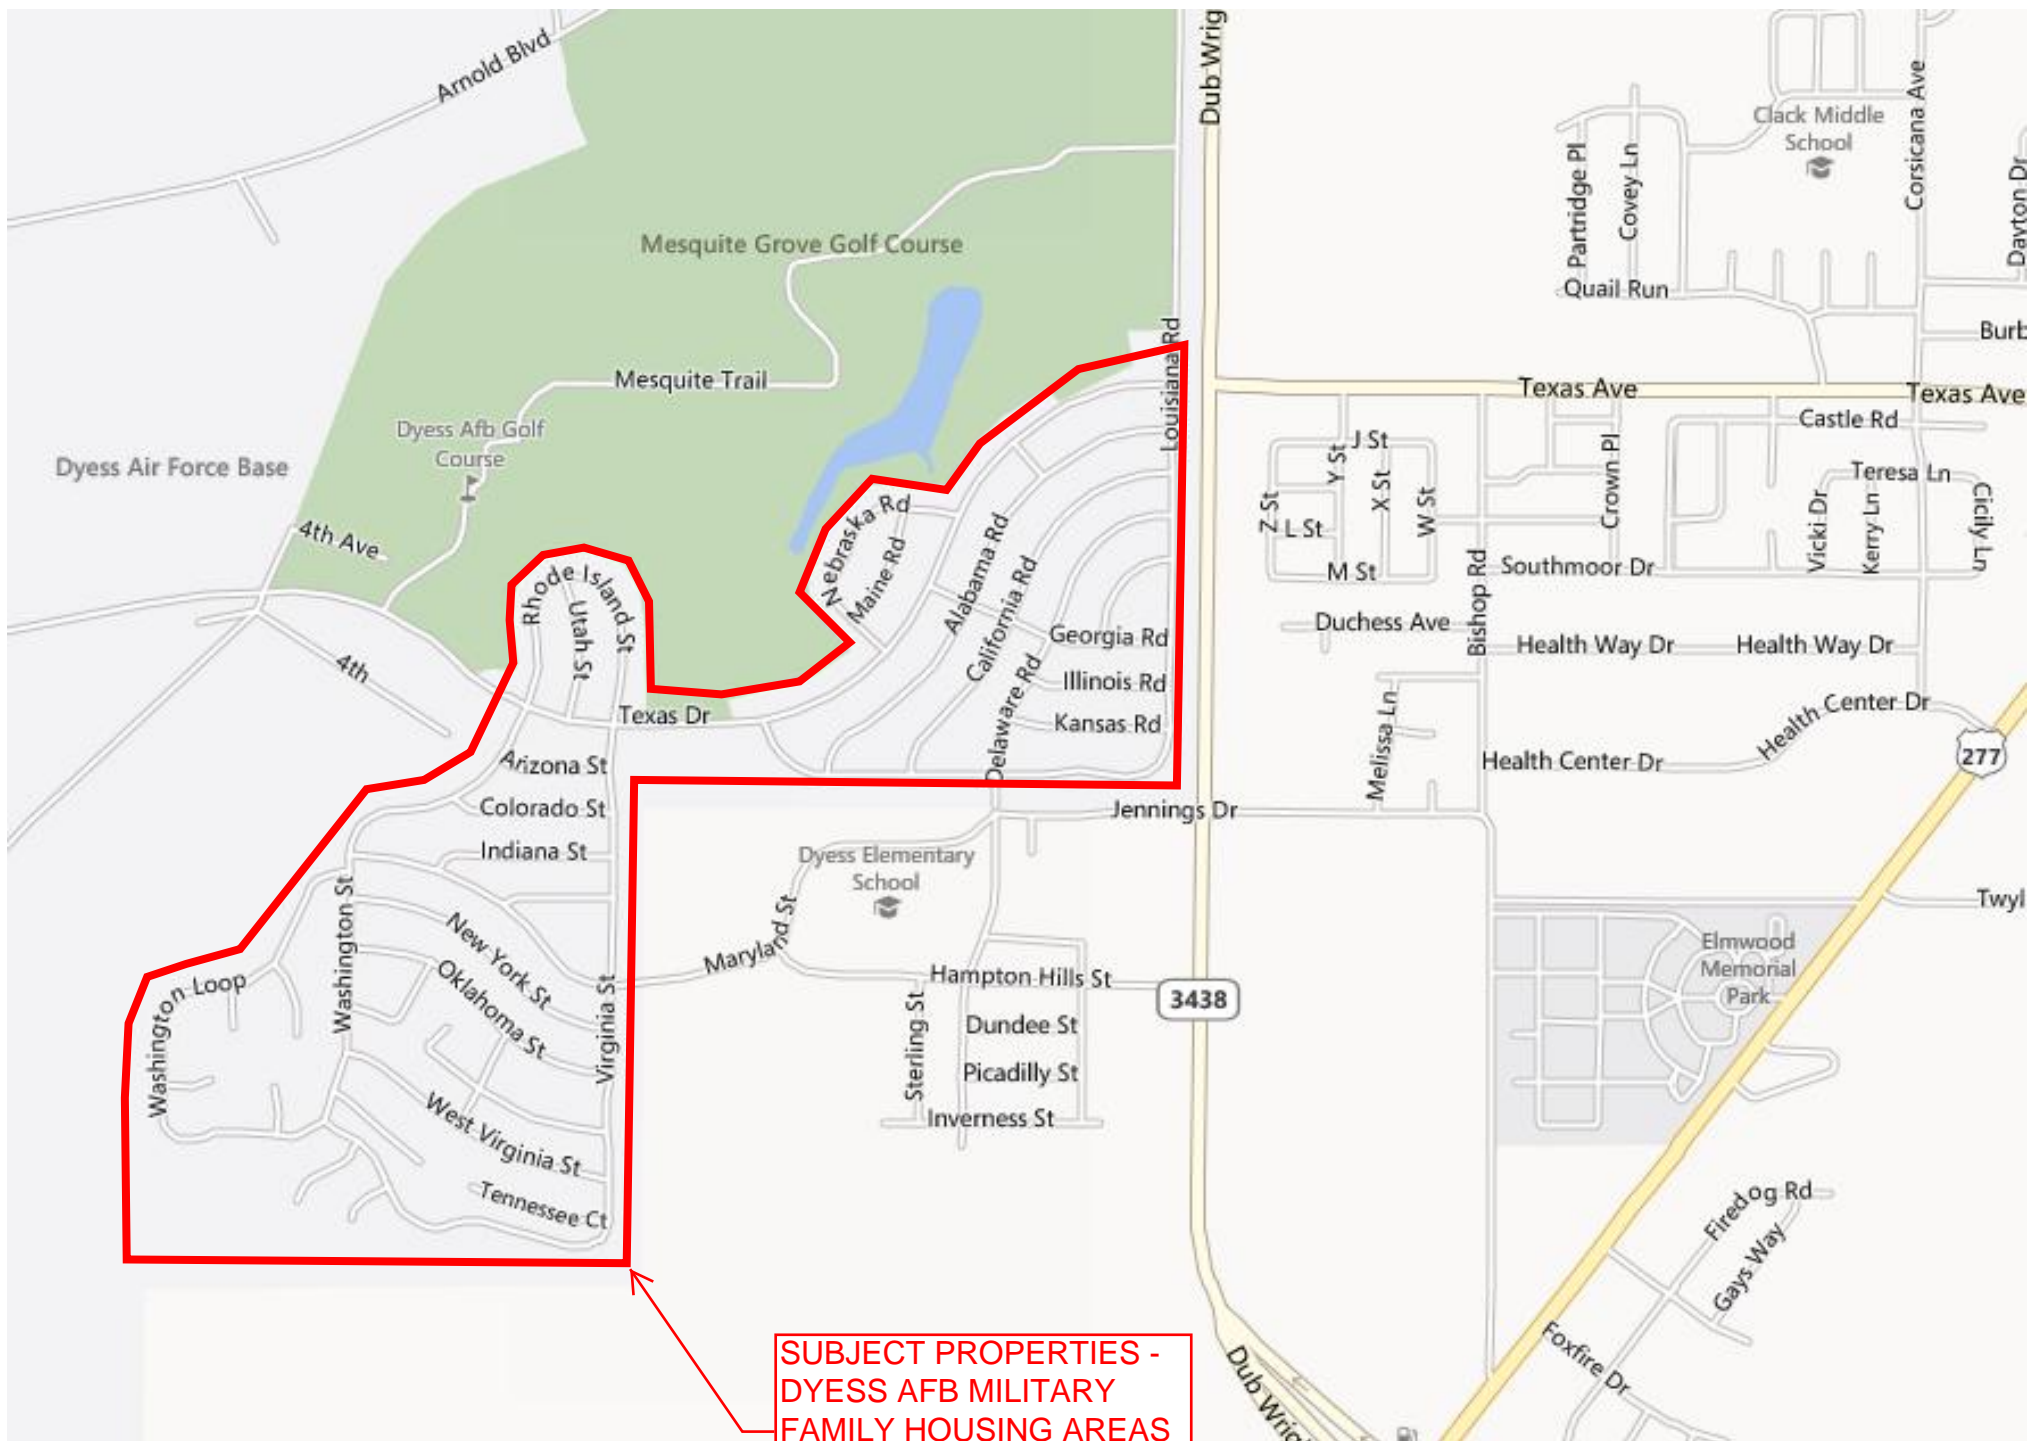 Arnold Blvd
Dub Wrig
Clack Middle
School
Corsicana Ave
Dayton Dr
Partridge Pl
Covey Ln
Q
Quail Run
Mesquite Grove Golf Course
Burb
Louisiana Rd
Mesquite Trail
Texas Ave
Texas Ave
Castle Rd
Dyess Afb Golf
Course
Dyess Air Force Base
J St
Y St
X St
W St
Z St
L St
M St
Crown Pl
Teresa Ln
Vicki Dr
Kerry Ln
Cicily Ln
4th Ave
Nebraska Rd
Maine Rd
Alabama Rd
California Rd
Southmoor Dr
Bishop Rd
Rhode Island St
Utah St
Duchess Ave
Georgia Rd
Health Way Dr
Health Way Dr
4th
Illinois Rd
Delaware Rd
Kansas Rd
Texas Dr
Melissa Ln
Health Center Dr
Health Center Dr
277
Arizona St
Colorado St
Jennings Dr
Indiana St
Dyess Elementary
School
Washington St
Maryland St
New York St
Oklahoma St
Twyl
Elmwood
Memorial
Park
Washington Loop
Hampton Hills St
3438
Virginia St
Sterling St
Dundee St
Picadilly St
Inverness St
West Virginia St
Tennessee Ct
Firedog Rd
Gays Way
Foxfire Dr
Dub Wrig
SUBJECT PROPERTIES -
DYESS AFB MILITARY
FAMILY HOUSING AREAS